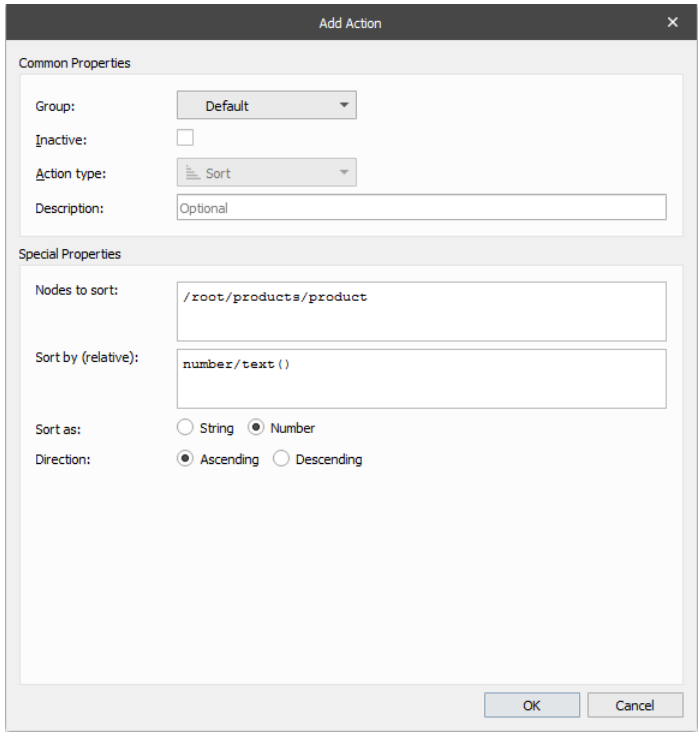 Add Action
Common Properties
Group: Default
Inactive:
Action type: Sort
Description: Optional
Special Properties
Nodes to sort: /root/products/product
Sort by (relative): number/text()
Sort as: String Number
Direction: Ascending Descending
OK Cancel